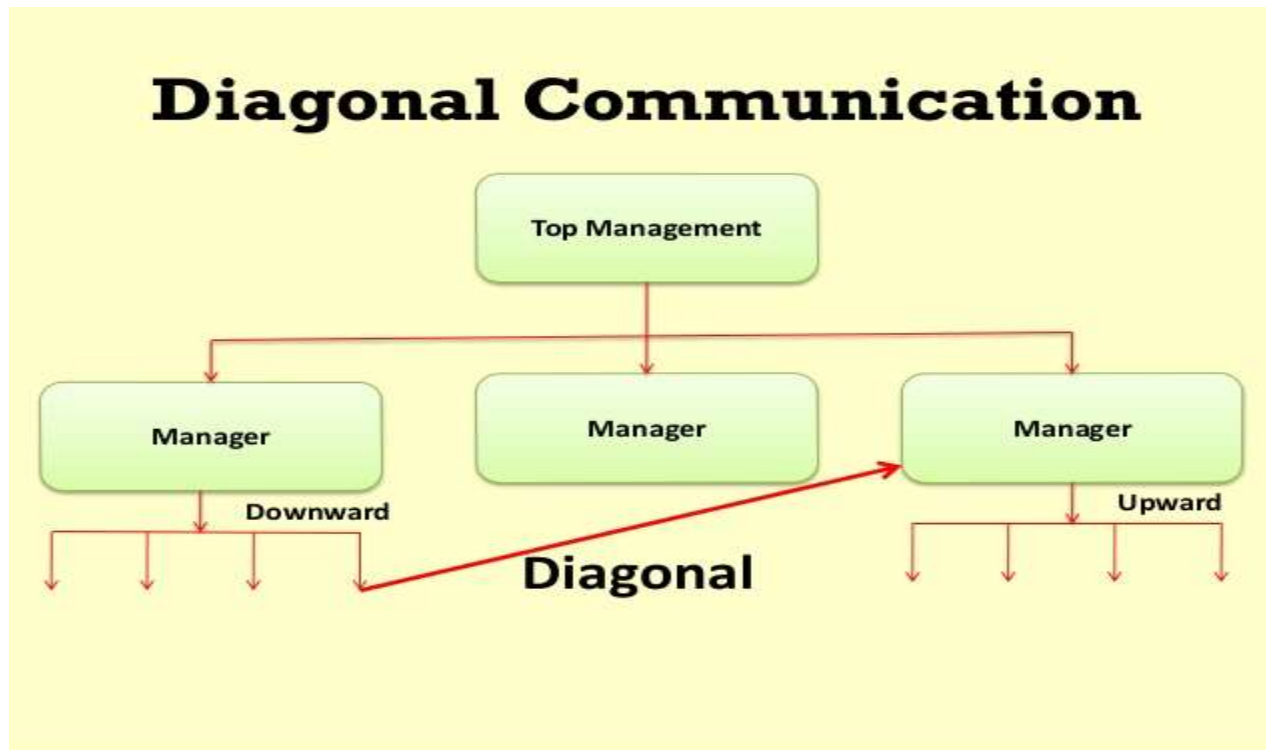 Diagonal Communication
Top Management
Manager
Manager
Manager
Downward
Upward
Diagonal